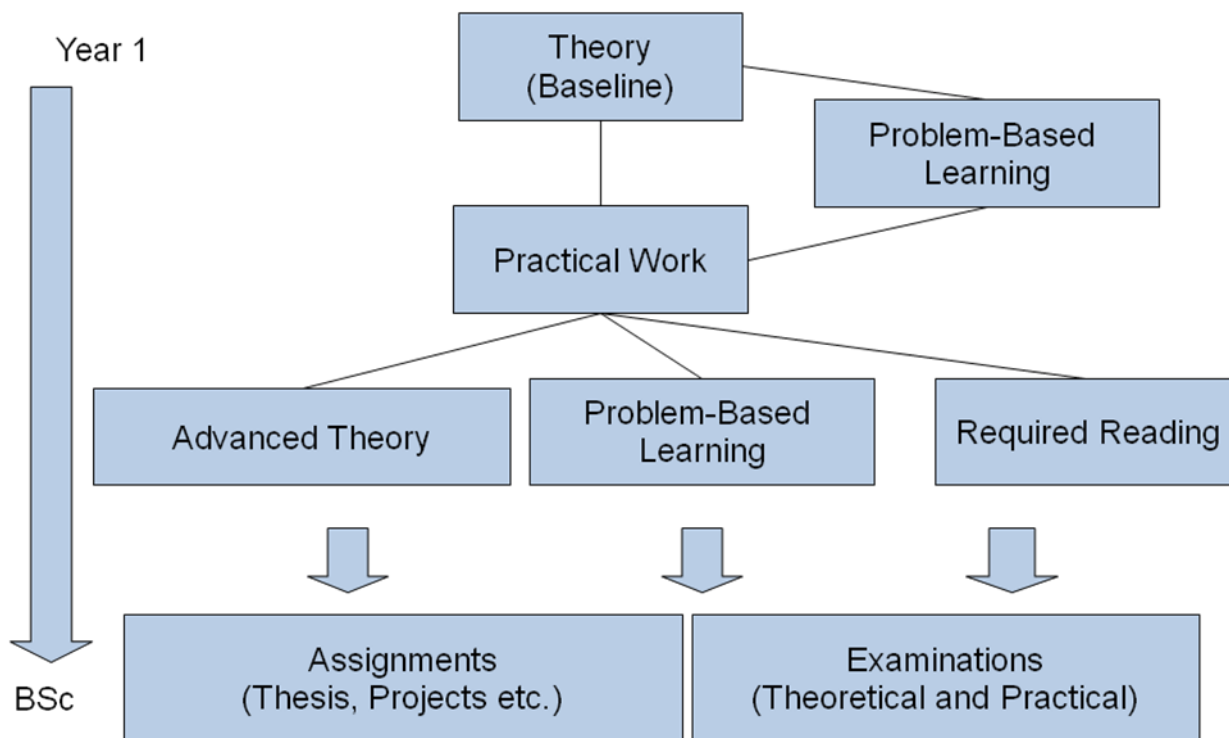 Year 1
Theory
(Baseline)
Problem-Based
Learning
Practical Work
Advanced Theory
Problem-Based
Learning
Required Reading
Assignments
(Thesis, Projects etc.)
Examinations
(Theoretical and Practical)
BSc